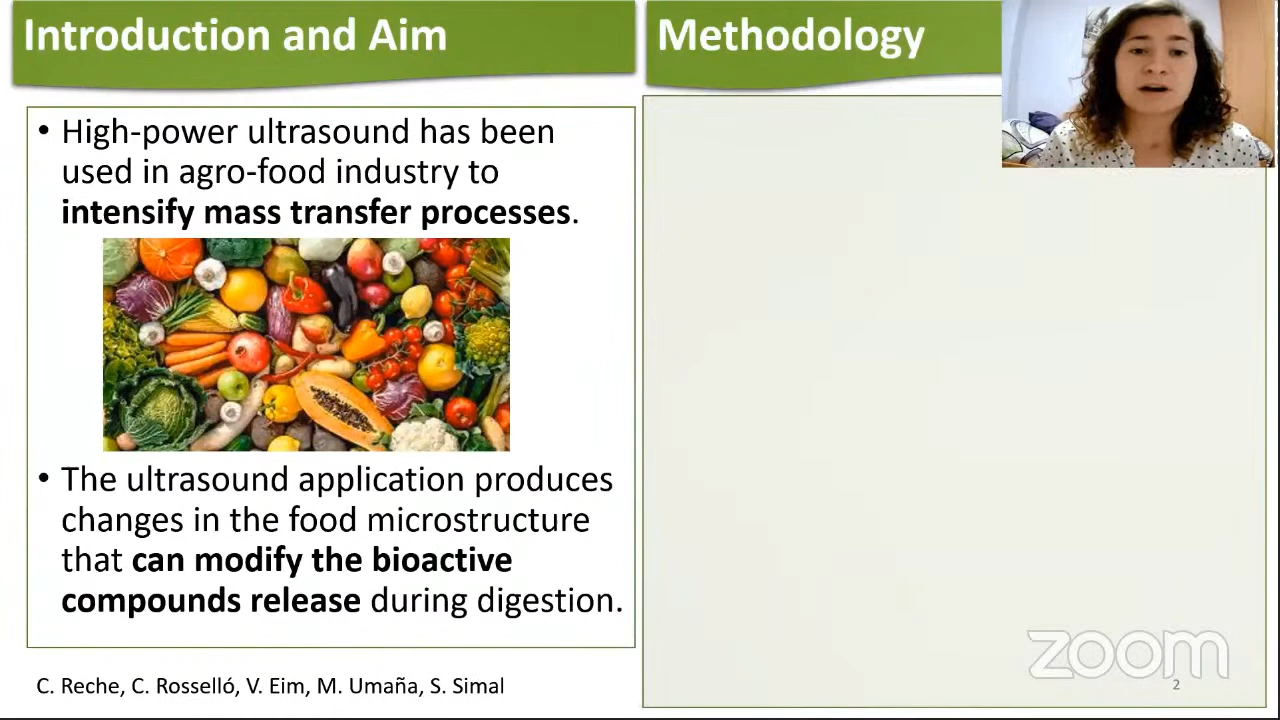 Introduction and Aim
Methodology
• High-power ultrasound has been
used in agro-food industry to
intensify mass transfer processes.
• The ultrasound application produces
changes in the food microstructure
that can modify the bioactive
compounds release during digestion.
C. Reche, C. Rosselló, V. Eim, M. Umaña, S. Simal
zoom
2